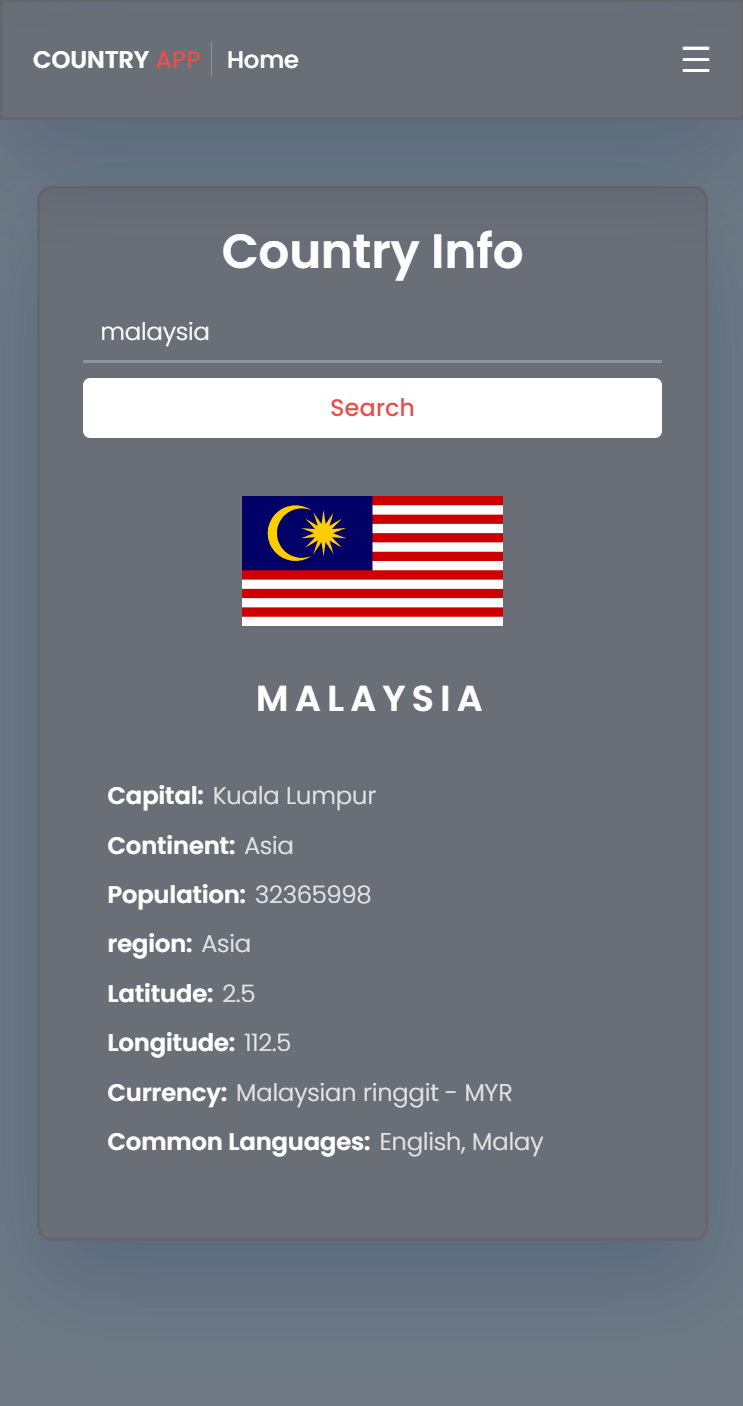 COUNTRY APP Home
Country Info
malaysia
Search
MALAYSIA
Capital: Kuala Lumpur
Continent: Asia
Population: 32365998
region: Asia
Latitude: 2.5
Longitude: 112.5
Currency: Malaysian ringgit - MYR
Common Languages: English, Malay